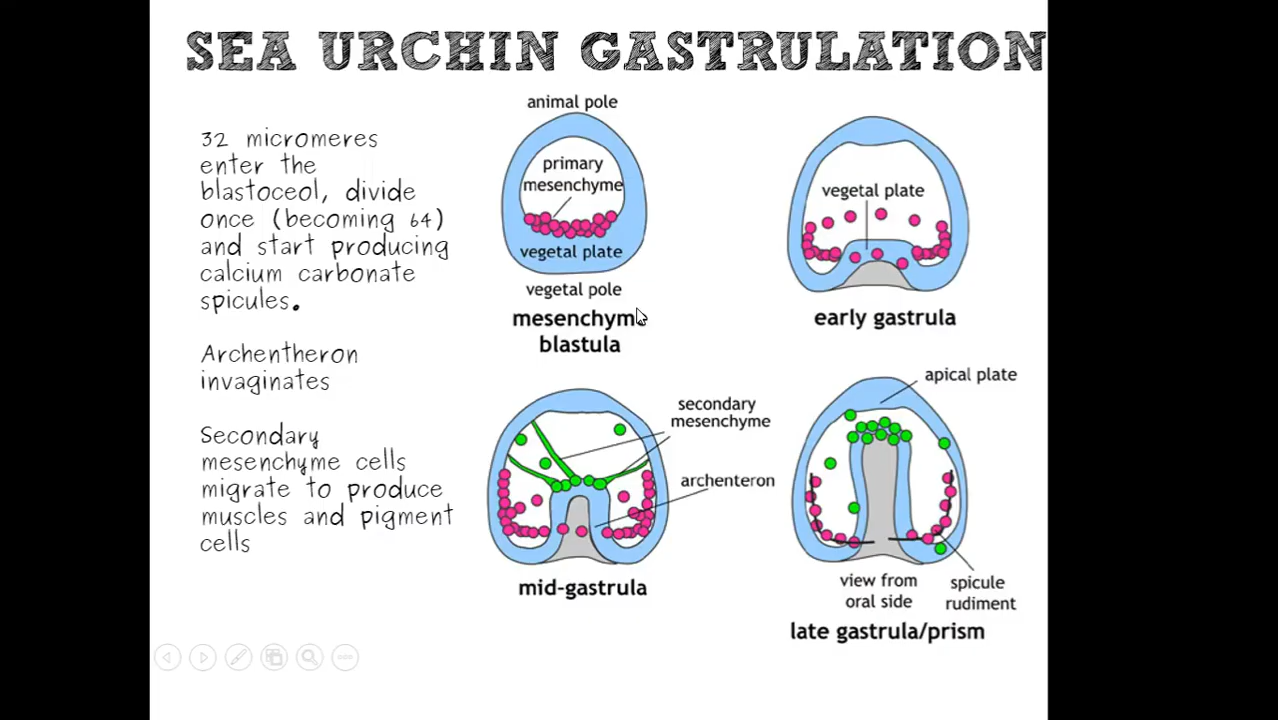 SEA URCHIN GASTRULATION
32 micromeres
enter the
blastoceol, divide
once (becoming 64)
and start producing
calcium carbonate
spicules.
Archentheron
invaginates
Secondary
mesenchyme cells
migrate to produce
muscles and pigment
cells
animal pole
primary
mesenchyme
vegetal plate
vegetal pole
mesenchyme
blastula
vegetal plate
early gastrula
secondary
mesenchyme
archenteron
mid-gastrula
apical plate
view from
oral side
spicule
rudiment
late gastrula/prism